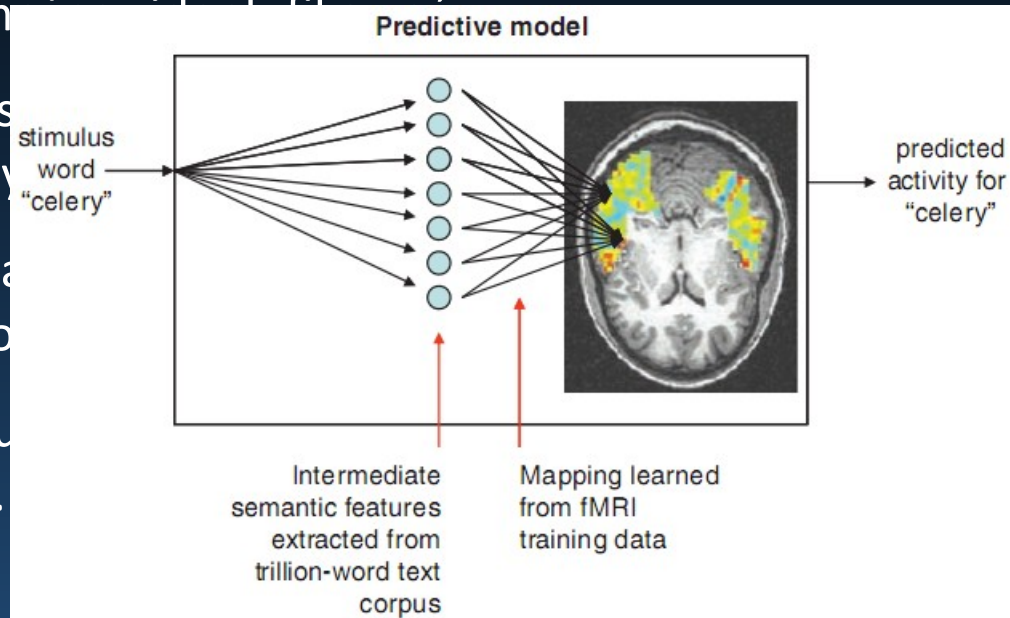 Predictive model
stimulus
word
“celery”
predicted
activity for
“celery”
Intermediate
semantic features
extracted from
trillion-word text
corpus
Mapping learned
from fMRI
training data